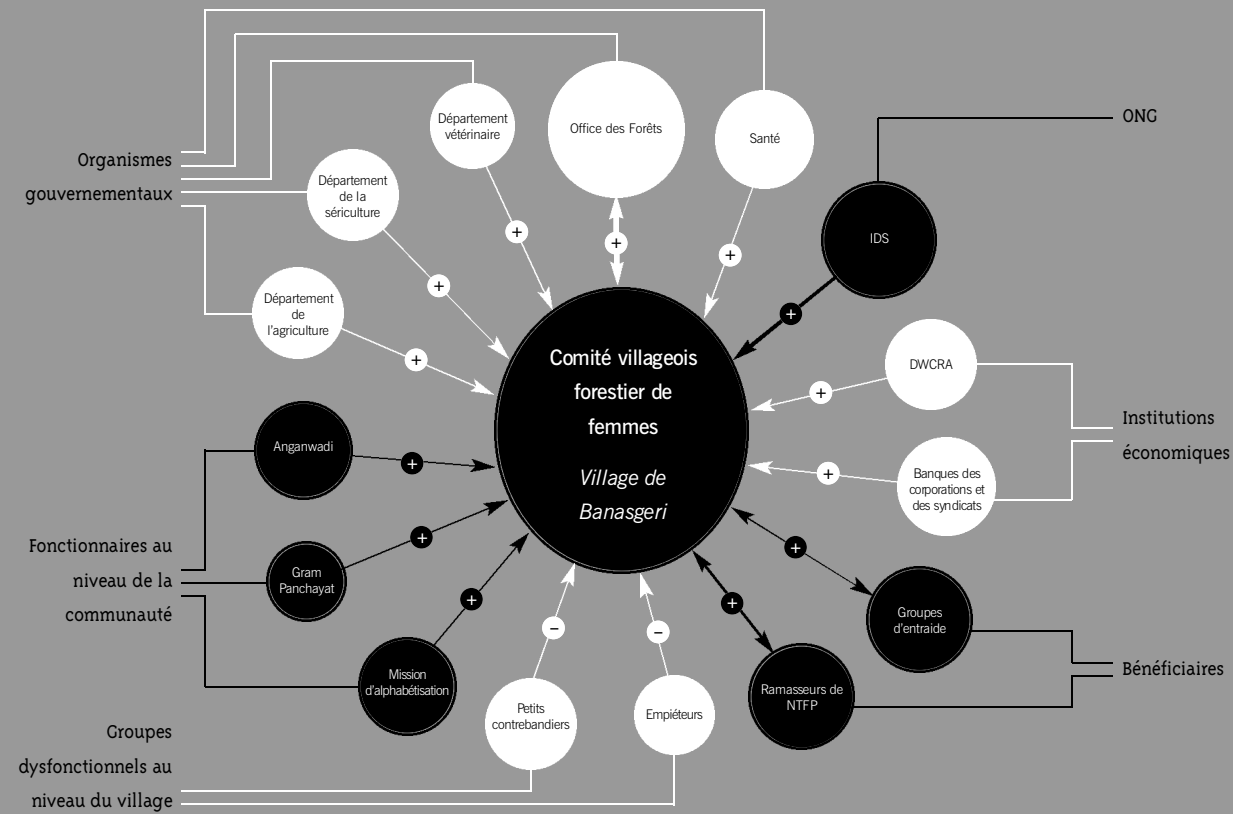 Organismes
gouvernementaux
Département
vétérinaire
Office des Forêts
Santé
Département
de la
sériculture
Département
de
l'agriculture
+
+
+
+
+
ONG
IDS
+
DWCRA
+
Banques des
corporations et
des syndicats
+
Institutions
économiques
Comité villageois
forestier de
femmes
Village de
Banasgeri
Fonctionnaires au
niveau de la
communauté
Anganwadi
+
Gram
Panchayat
+
Mission
d'alphabétisation
+
Groupes
dysfonctionnels au
niveau du village
Petits
contrebandiers
–
Empiéteurs
–
Ramasseurs de
NTFP
+
Groupes
d'entraide
+
Bénéficiaires